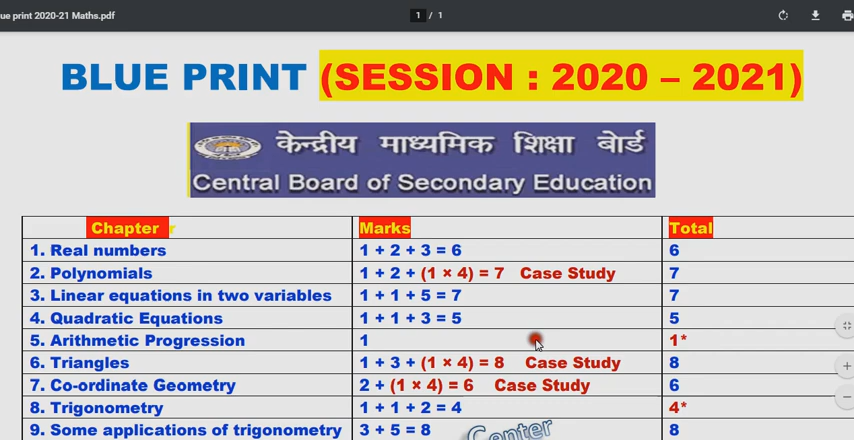 ue print 2020-21 Maths.pdf 1 / 1
BLUE PRINT (SESSION : 2020 – 2021)
केन्द्रीय माध्यमिक शिक्षा बोर्ड
Central Board of Secondary Education
Chapter Marks Total
1. Real numbers 1 + 2 + 3 = 6 6
2. Polynomials 1 + 2 + (1 × 4) = 7 Case Study 7
3. Linear equations in two variables 1 + 1 + 5 = 7 7
4. Quadratic Equations 1 + 1 + 3 = 5 5
5. Arithmetic Progression 1 1*
6. Triangles 1 + 3 + (1 × 4) = 8 Case Study 8
7. Co-ordinate Geometry 2 + (1 × 4) = 6 Case Study 6
8. Trigonometry 1 + 1 + 2 = 4 4*
9. Some applications of trigonometry 3 + 5 = 8 8
Center